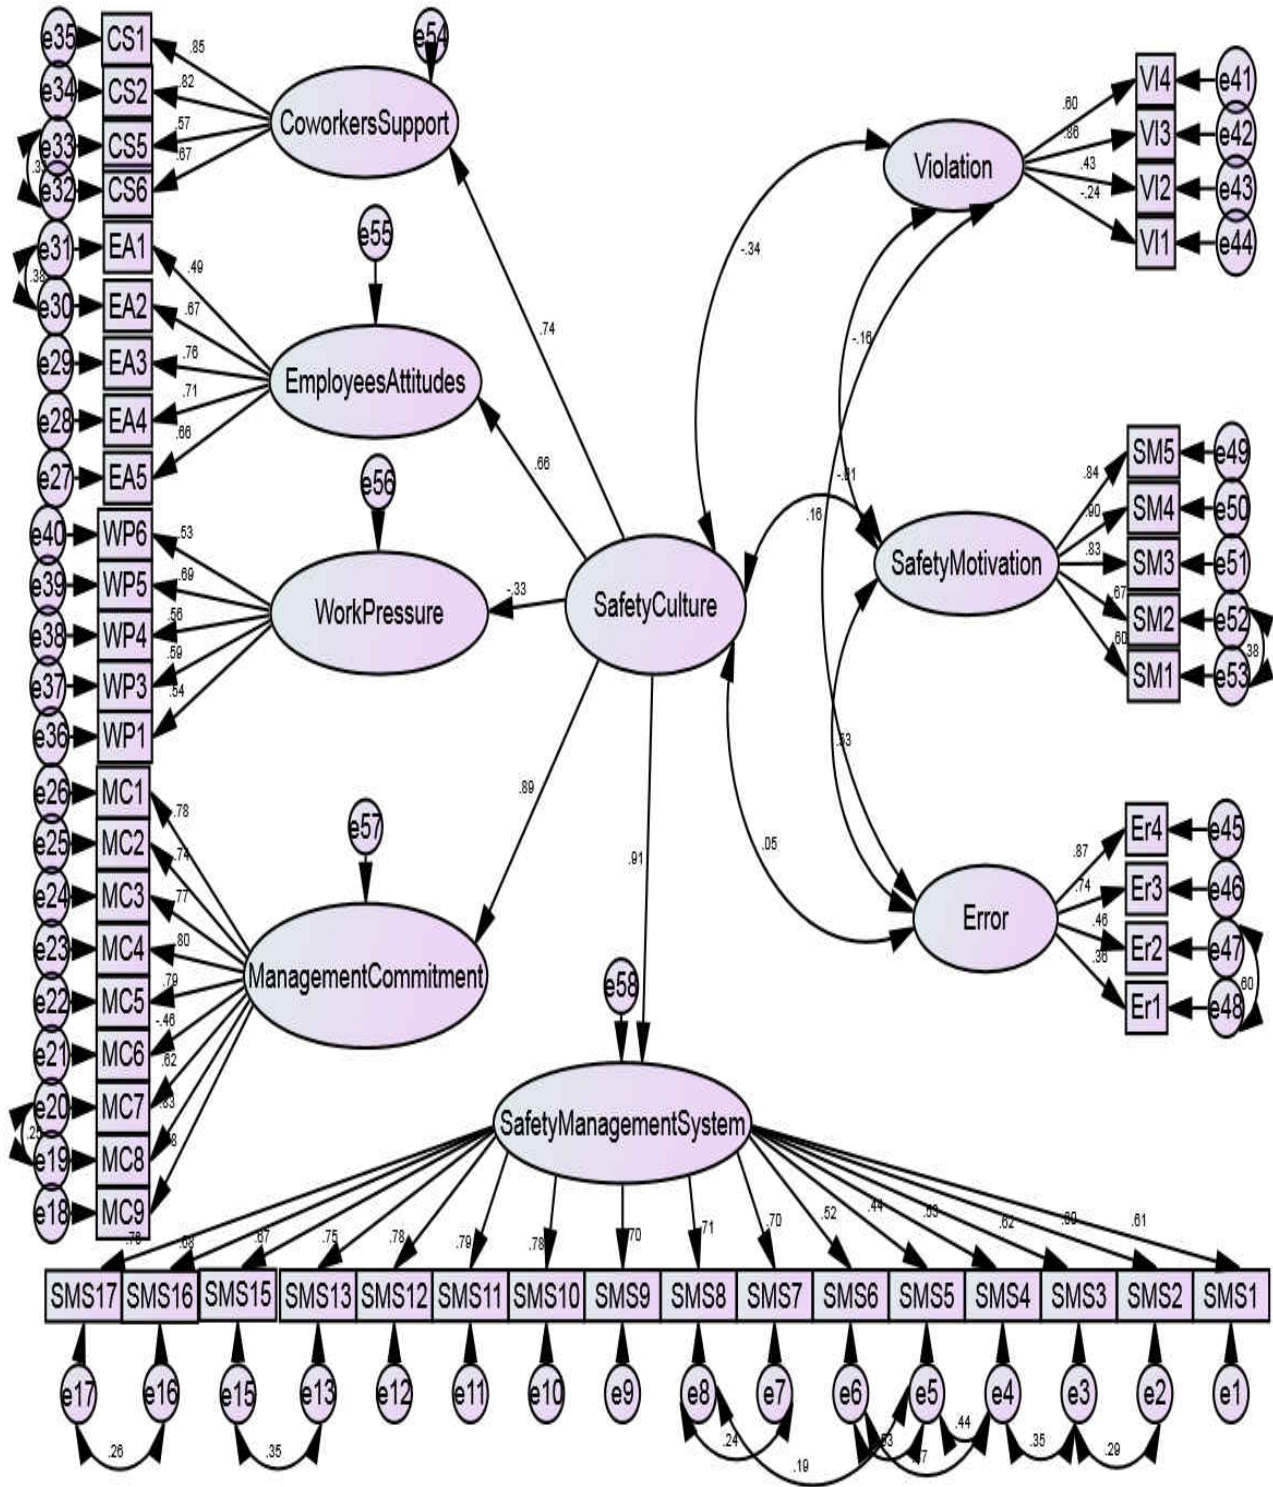 e35 CS1
.85
e34 CS2
.82
e33 CS5
.57
e32 CS6
.67
e54
CoworkersSupport
e31 EA1
.49
e30 EA2
.67
.38
e29 EA3
.76
e28 EA4
.71
e27 EA5
.66
e55
EmployeesAttitudes
e40 WP6
.53
e39 WP5
.69
e38 WP4
.56
e37 WP3
.59
e36 WP1
.54
e56
WorkPressure
e26 MC1
.78
e25 MC2
.74
e24 MC3
.77
e23 MC4
.80
e22 MC5
.79
e21 MC6
-.46
e20 MC7
.62
e19 MC8
e18 MC9
e57
ManagementCommitment
.74
.66
-.33
.89
.91
SafetyCulture
-.34
-.16
.16
.05
Violation
.60
VI4 e41
.86
VI3 e42
.43
VI2 e43
-.24
VI1 e44
SafetyMotivation
.84
SM5 e49
.90
SM4 e50
.83
SM3 e51
.67
SM2 e52
.60
SM1 e53
.38
Error
.87
Er4 e45
.74
Er3 e46
.46
Er2 e47
.36
Er1 e48
.60
e58
SafetyManagementSystem
.68 .67 .75 .78 .79 .78 .70 .71 .70 .52 .44 .62 .61
SMS17 SMS16 SMS15 SMS13 SMS12 SMS11 SMS10 SMS9 SMS8 SMS7 SMS6 SMS5 SMS4 SMS3 SMS2 SMS1
e17 e16 e15 e13 e12 e11 e10 e9 e8 e7 e6 e5 e4 e3 e2 e1
.26 .35 .24 .19 .44 .35 .29